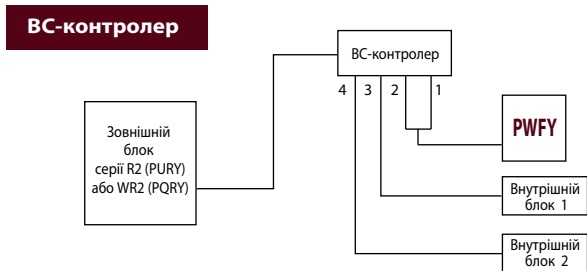 ВС-контролер
ВС-контролер
4 3 2 1
Зовнішній
блок
серії R2 (PURY)
або WR2 (PQRY)
PWFY
Внутрішній
блок 1
Внутрішній
блок 2